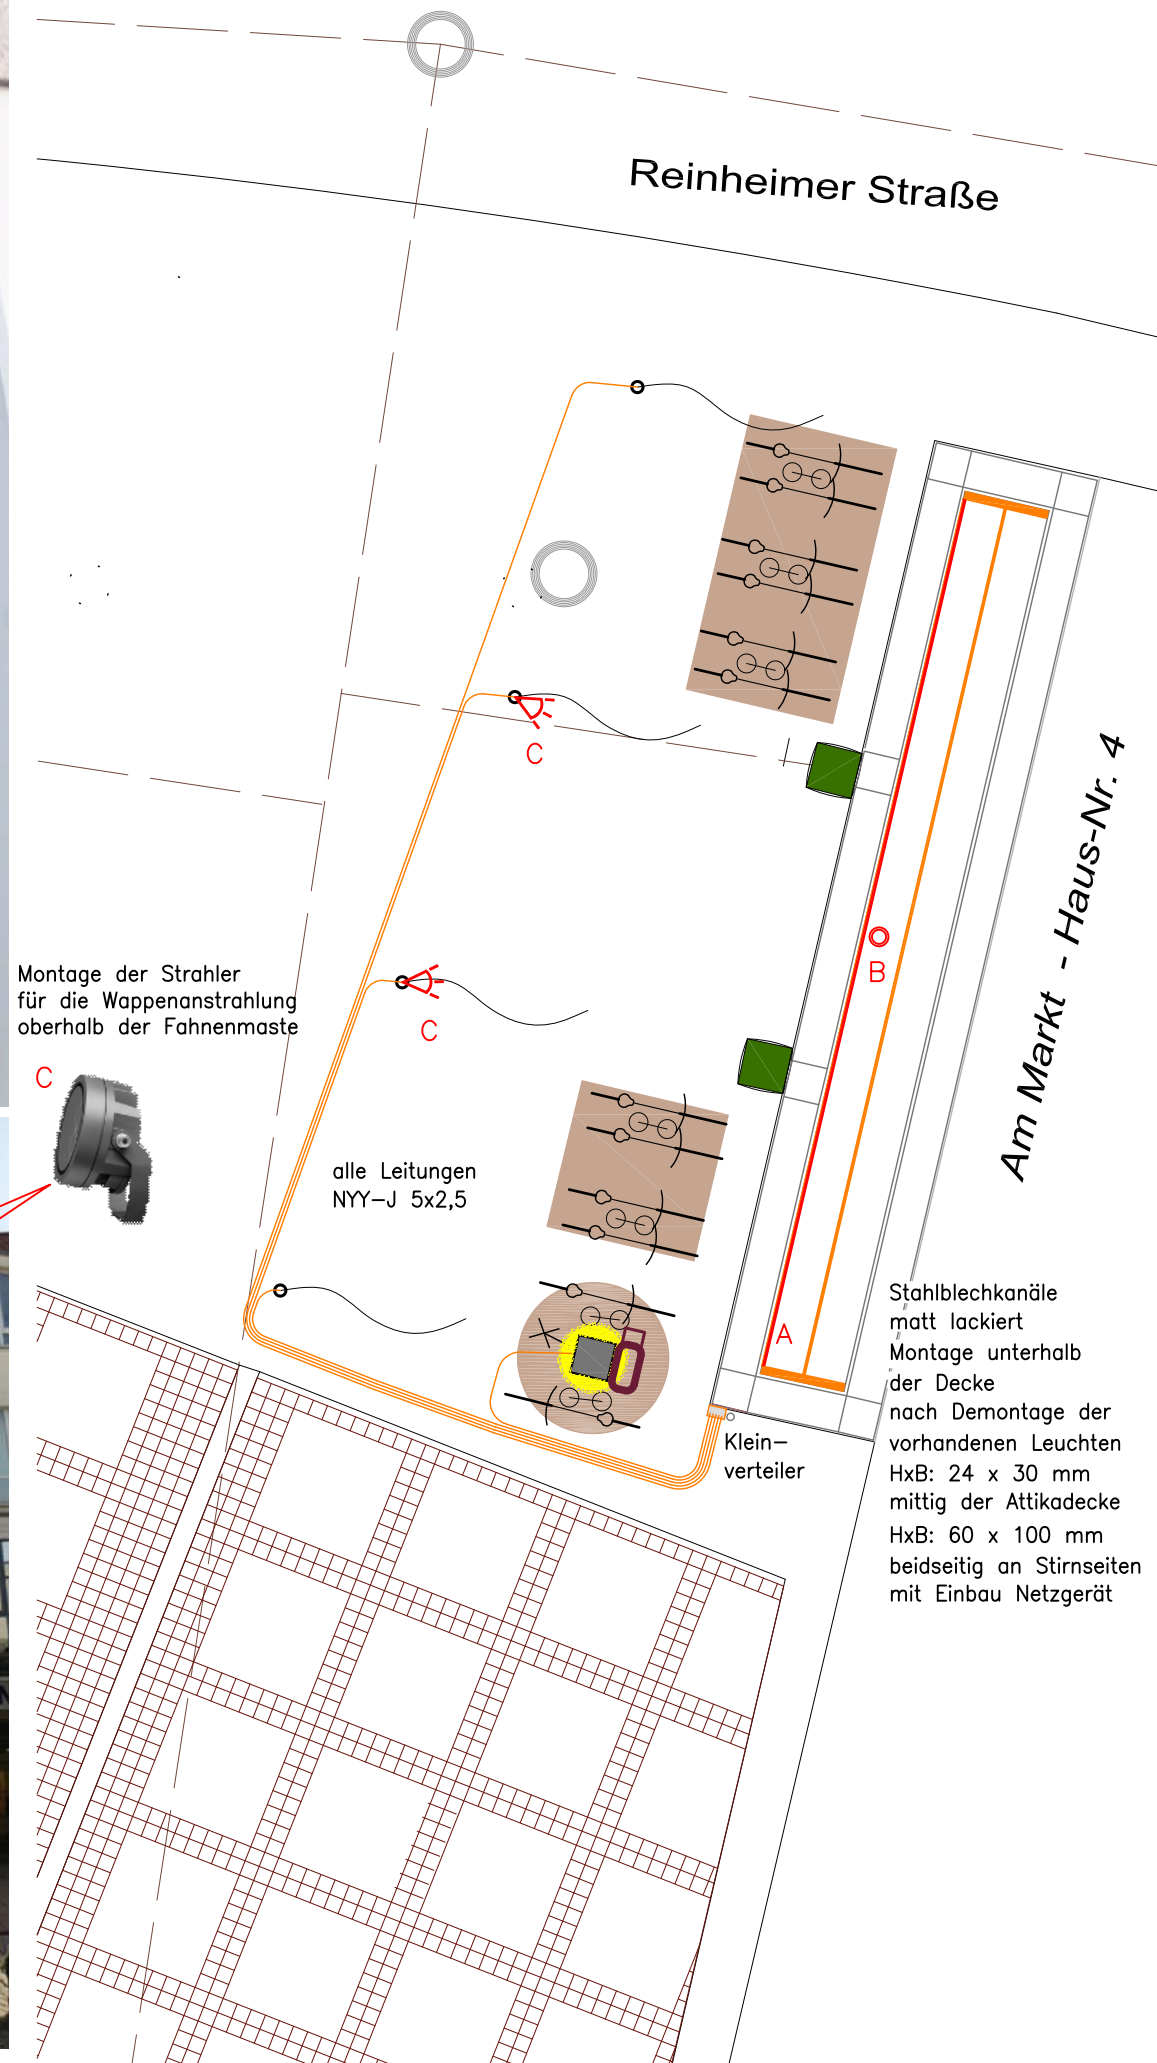 Reinheimer Straße
C
Am Markt - Haus-Nr. 4
B
Montage der Strahler
für die Wappenanstrahlung
oberhalb der Fahnenmaste
C
C
alle Leitungen
NYY-J 5x2,5
A
Stahlblechkanäle
matt lackiert
Montage unterhalb
der Decke
nach Demontage der
vorhandenen Leuchten
HxB: 24 x 30 mm
mittig der Attikadecke
HxB: 60 x 100 mm
beidseitig an Stirnseiten
mit Einbau Netzgerät
Klein-
verteiler